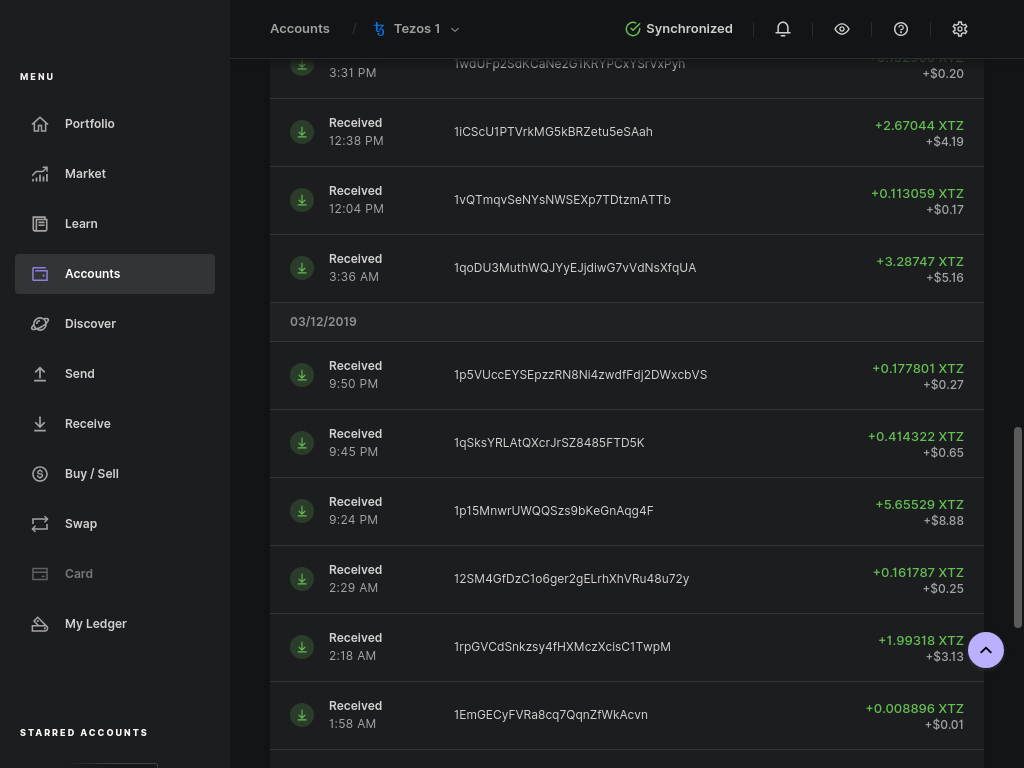 Accounts / Tezos 1
Synchronized
MENU
Portfolio
Market
Learn
Accounts
Discover
Send
Receive
Buy / Sell
Swap
Card
My Ledger
STARRED ACCOUNTS
3:31 PM
+$0.20
Received
12:38 PM
1iCScU1PTVrkMG5kBRZetu5eSAah
+2.67044 XTZ
+$4.19
Received
12:04 PM
1vQTmqvSeNYsNWSEXp7TDtzmATTb
+0.113059 XTZ
+$0.17
Received
3:36 AM
1qoDU3MuthWQJYyEJjdiwG7vVdNsXfqUA
+3.28747 XTZ
+$5.16
03/12/2019
Received
9:50 PM
1p5VUccEYSEpzzRN8Ni4zwdfFdj2DWxcbVS
+0.177801 XTZ
+$0.27
Received
9:45 PM
1qSksYRLAtQXcrJrSZ8485FTD5K
+0.414322 XTZ
+$0.65
Received
9:24 PM
1p15MnwrUWQQSzs9bKeGnAqg4F
+5.65529 XTZ
+$8.88
Received
2:29 AM
12SM4GfDzC1o6ger2gELrhXhVRu48u72y
+0.161787 XTZ
+$0.25
Received
2:18 AM
1rpGVCdSnkzsy4fHXMczXcisC1TwpM
+1.99318 XTZ
+$3.13
Received
1:58 AM
1EmGECyFVRa8cq7QqnZfWkAcvn
+0.008896 XTZ
+$0.01